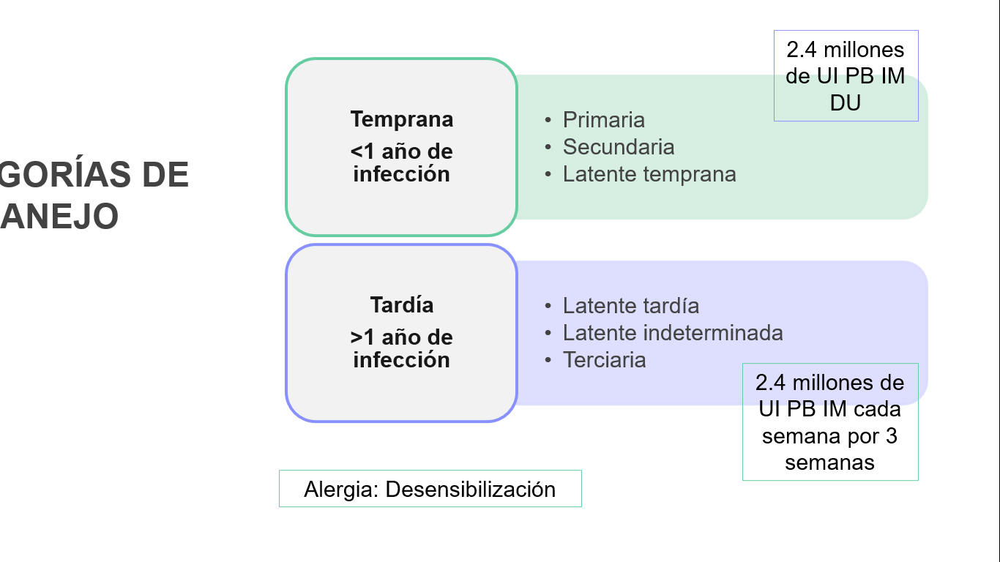 GORÍAS DE
ANEJO
Temprana
<1 año de
infección
• Primaria
• Secundaria
• Latente temprana
2.4 millones
de UI PB IM
DU
Tardía
>1 año de
infección
• Latente tardía
• Latente indeterminada
• Terciaria
2.4 millones de
UI PB IM cada
semana por 3
semanas
Alergia: Desensibilización